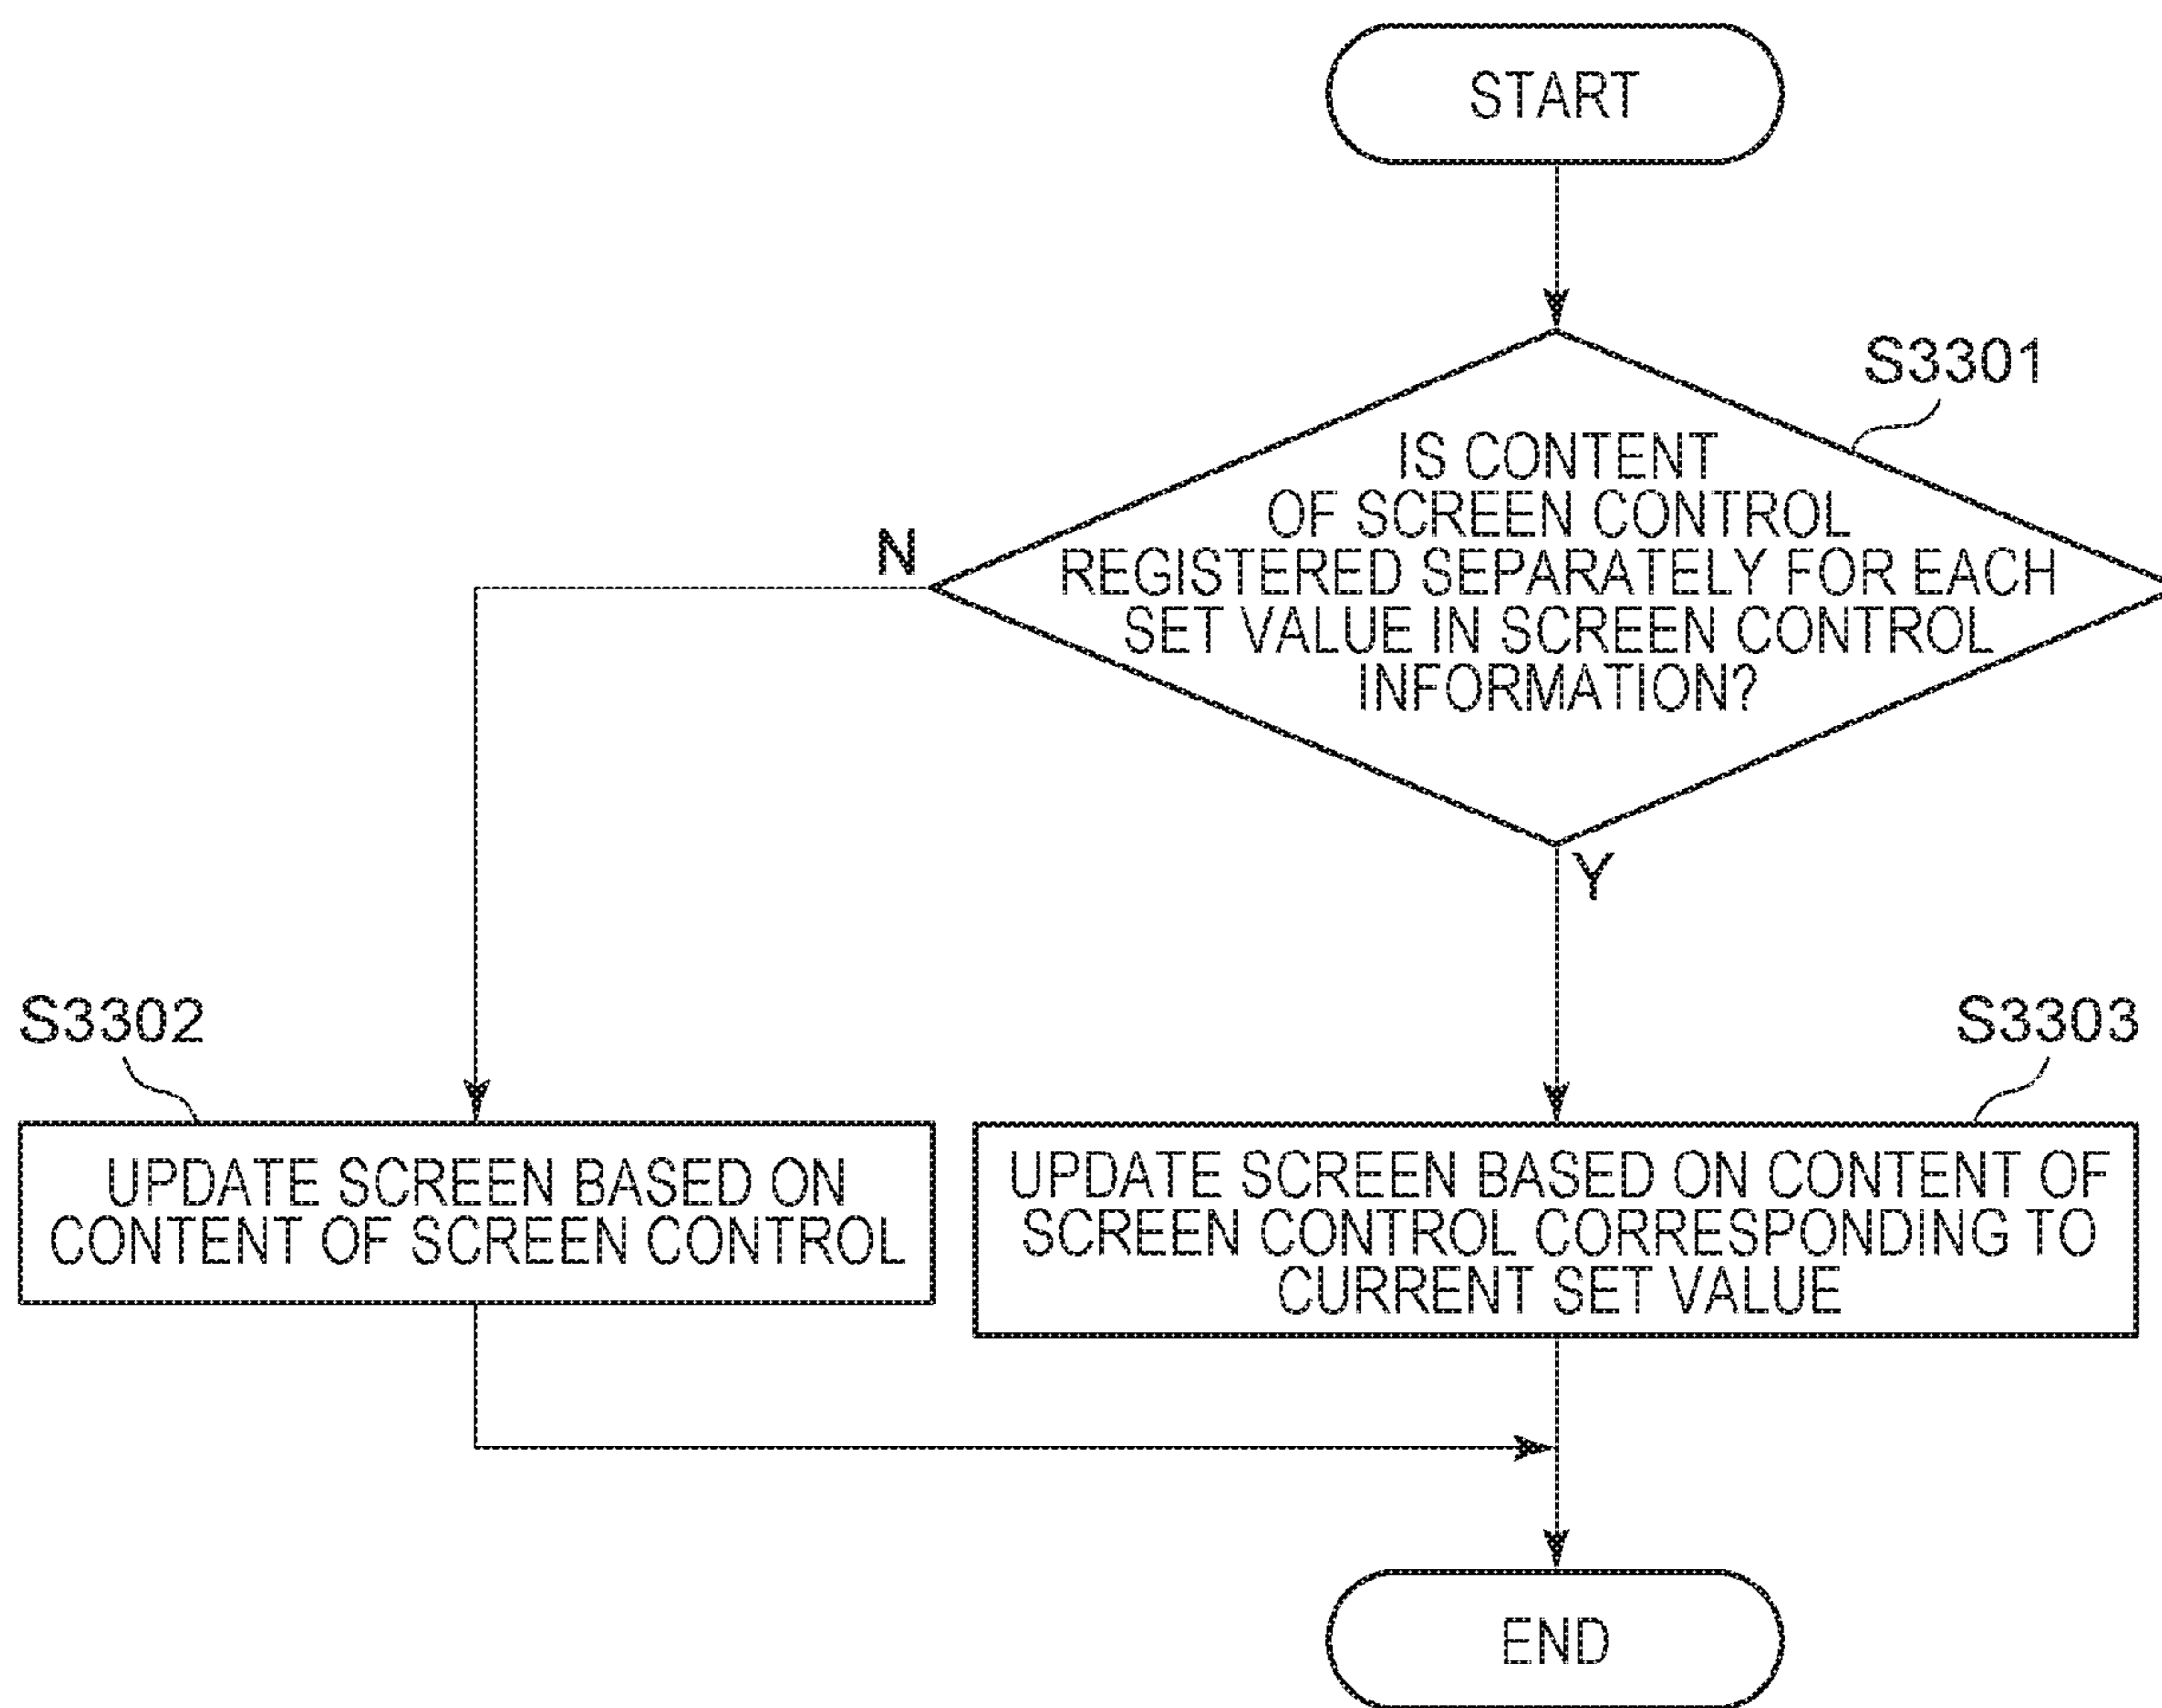 START
S3301
IS CONTENT
OF SCREEN CONTROL
REGISTERED SEPARATELY FOR EACH
SET VALUE IN SCREEN CONTROL
INFORMATION?
N
Y
S3302
UPDATE SCREEN BASED ON
CONTENT OF SCREEN CONTROL
S3303
UPDATE SCREEN BASED ON CONTENT OF
SCREEN CONTROL CORRESPONDING TO
CURRENT SET VALUE
END